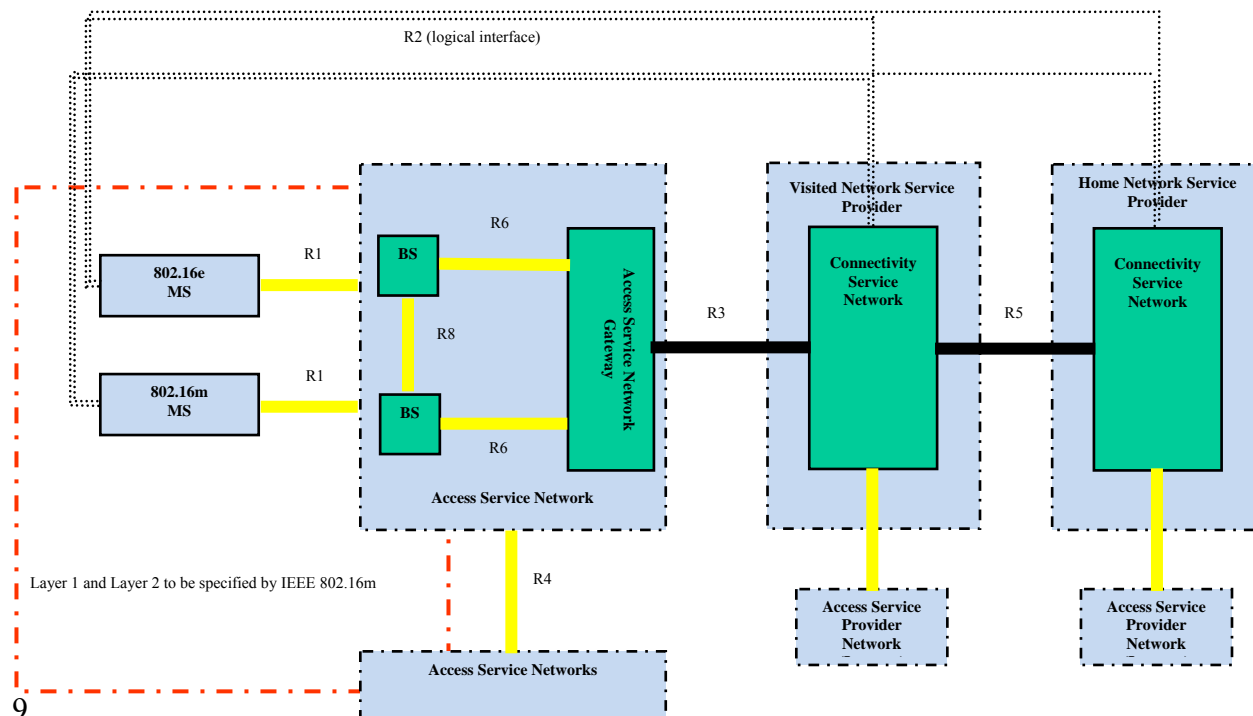 R2 (logical interface)
Visited Network Service
Provider
Home Network Service
Provider
R6
BS
R1
802.16e
MS
Access Service Network
Gateway
Connectivity
Service
Network
Connectivity
Service
Network
R3
R5
R8
R1
802.16m
MS
BS
R6
Access Service Network
Layer 1 and Layer 2 to be specified by IEEE 802.16m
R4
Access Service
Provider
Network
Access Service
Provider
Network
Access Service Networks
9